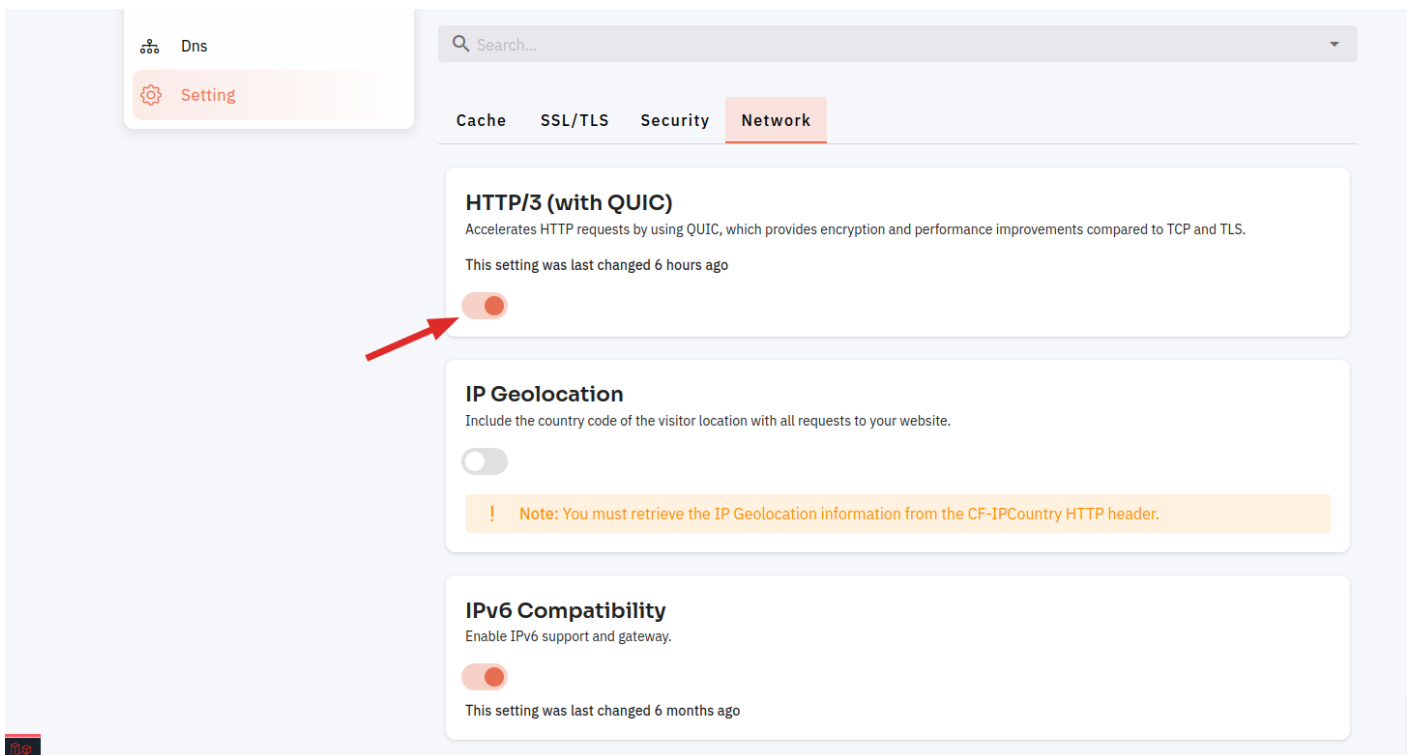 Dns
Setting
Search...
Cache SSL/TLS Security Network
HTTP/3 (with QUIC)
Accelerates HTTP requests by using QUIC, which provides encryption and performance improvements compared to TCP and TLS.
This setting was last changed 6 hours ago
IP Geolocation
Include the country code of the visitor location with all requests to your website.
! Note: You must retrieve the IP Geolocation information from the CF-IPCountry HTTP header.
IPv6 Compatibility
Enable IPv6 support and gateway.
This setting was last changed 6 months ago